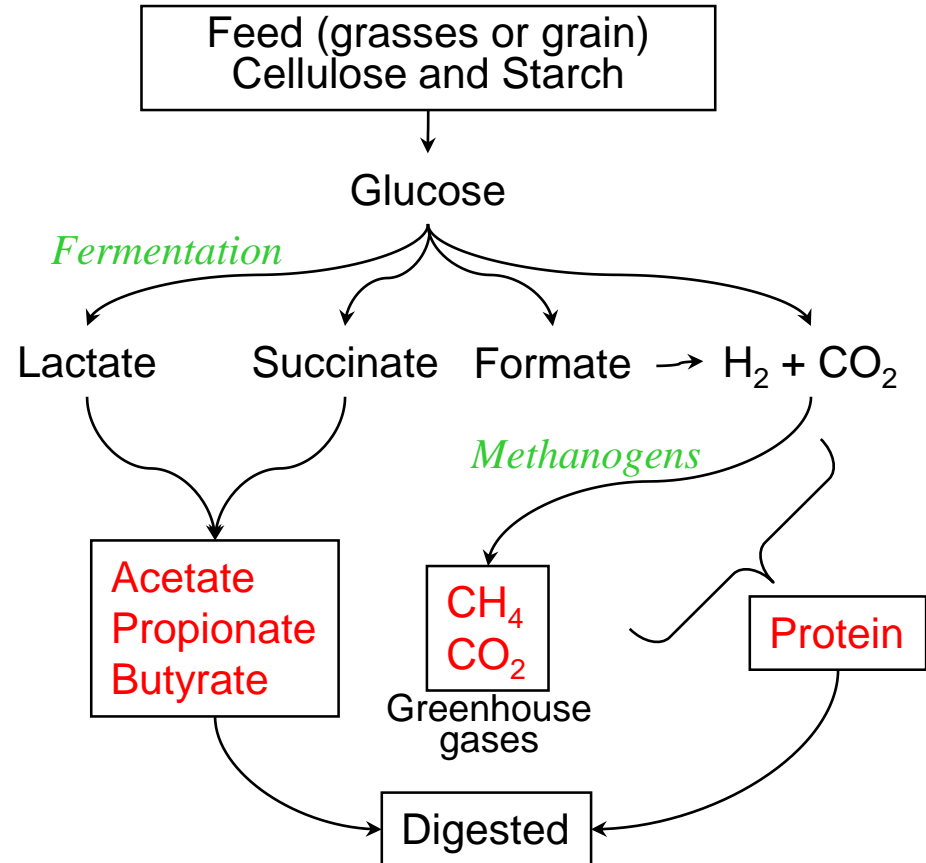 Feed (grasses or grain)
Cellulose and Starch
Glucose
Fermentation
Lactate
Succinate
Formate
H₂ + CO₂
Methanogens
Acetate
Propionate
Butyrate
CH₄
CO₂
Greenhouse
gases
Protein
Digested